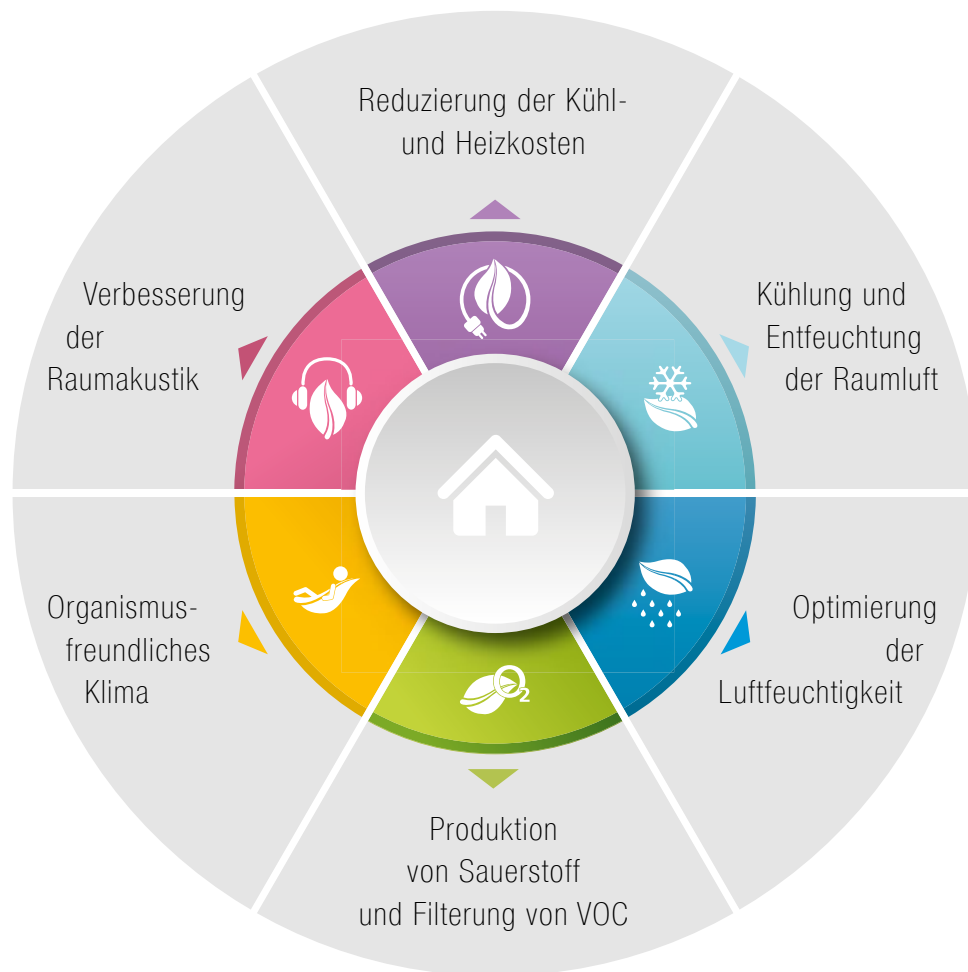 Reduzierung der Kühl-
und Heizkosten
Kühlung und
Entfeuchtung
der Raumluft
Optimierung
der
Luftfeuchtigkeit
Produktion
von Sauerstoff
und Filterung von VOC
Organismus-
freundliches
Klima
Verbesserung
der
Raumakustik
O2